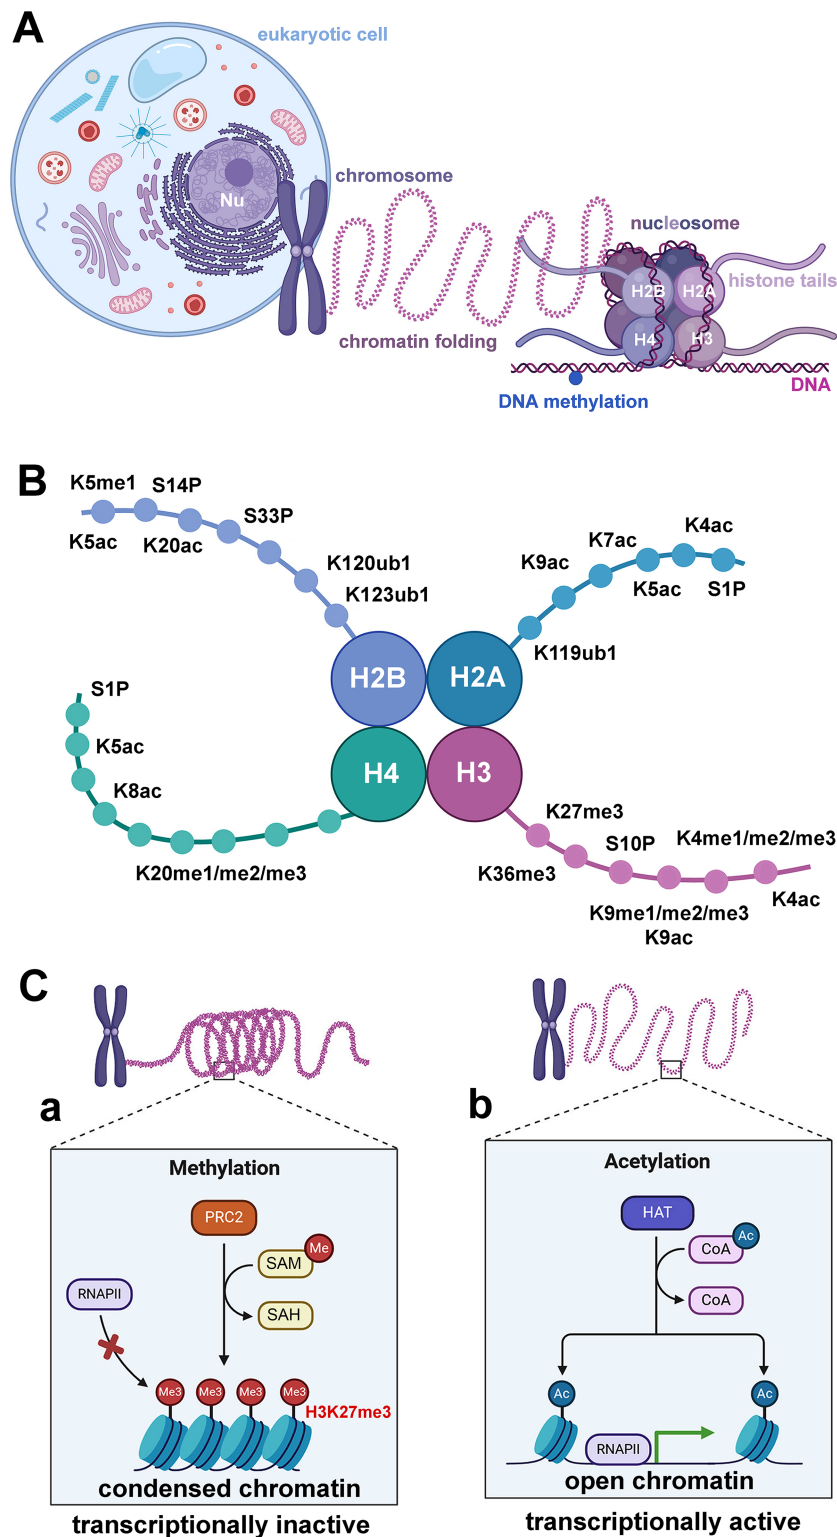 A
eukaryotic cell
Nu
chromosome
chromatin folding
nucleosome
H2B
H2A
histone tails
H4
H3
DNA
DNA methylation
B
K5me1
S14P
K5ac
K20ac
S33P
K120ub1
K123ub1
K4ac
K7ac
K9ac
K5ac
S1P
K119ub1
H2B
H2A
H4
H3
S1P
K5ac
K8ac
K20me1/me2/me3
K27me3
S10P
K4me1/me2/me3
K36me3
K4ac
K9me1/me2/me3
K9ac
C
a
Methylation
PRC2
Me
SAM
SAH
RNAPII
Me3
Me3
Me3
Me3
H3K27me3
condensed chromatin
transcriptionally inactive
b
Acetylation
HAT
Ac
CoA
CoA
Ac
Ac
RNAPII
open chromatin
transcriptionally active